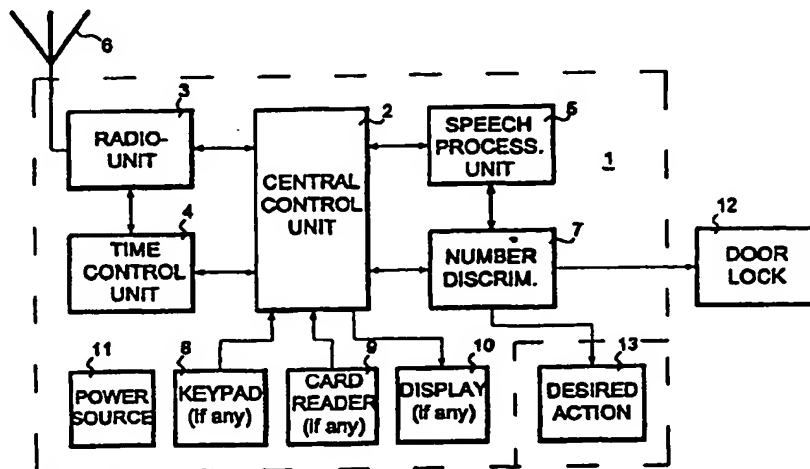 6
3
RADIO-
UNIT
2
CENTRAL
CONTROL
UNIT
5
SPEECH
PROCESS.
UNIT
1
4
TIME
CONTROL
UNIT
7
NUMBER
DISCRIM.
12
DOOR
LOCK
11
POWER
SOURCE
8
KEYPAD
(if any)
9
CARD
READER
(if any)
10
DISPLAY
(if any)
13
DESIRED
ACTION